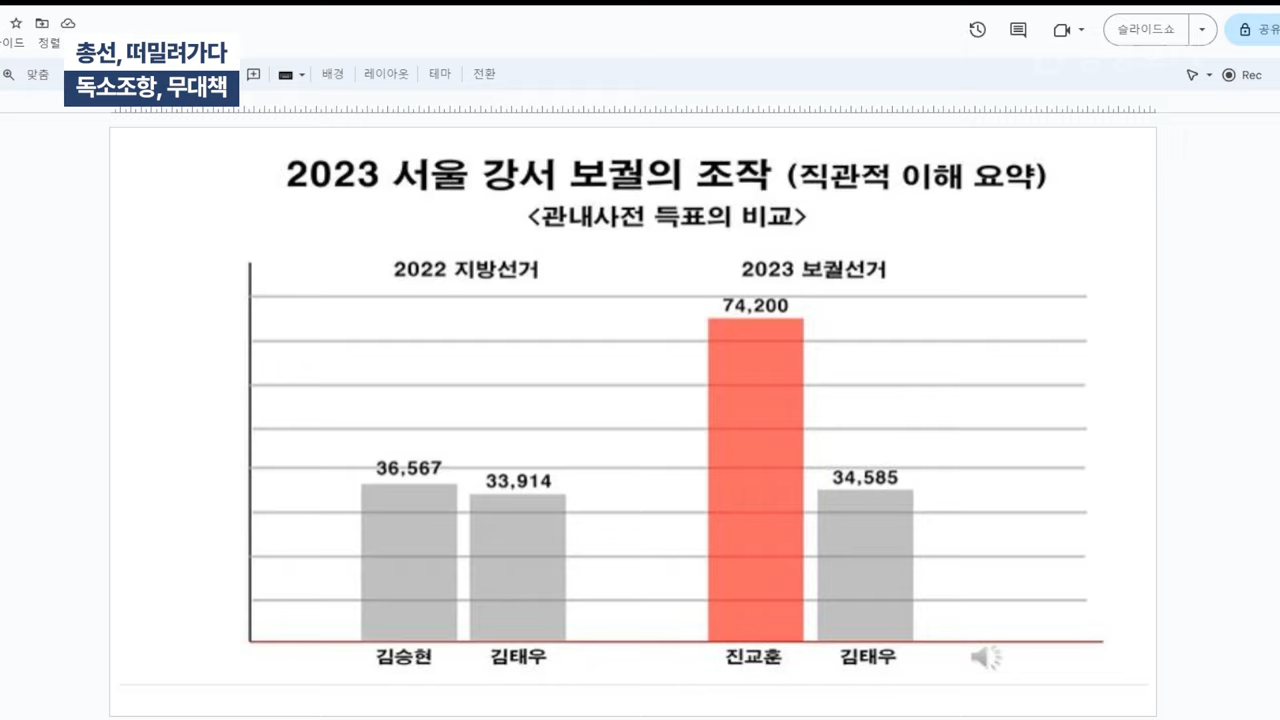 이드 정렬
총선, 떠밀려가다
독소조항, 무대책
슬라이드쇼
공유
맞춤
배경 레이아웃 테마 전환
Rec
2023 서울 강서 보궐의 조작 (직관적 이해 요약)
<관내사전 득표의 비교>
2022 지방선거
2023 보궐선거
74,200
36,567
33,914
34,585
김승현
김태우
진교훈
김태우